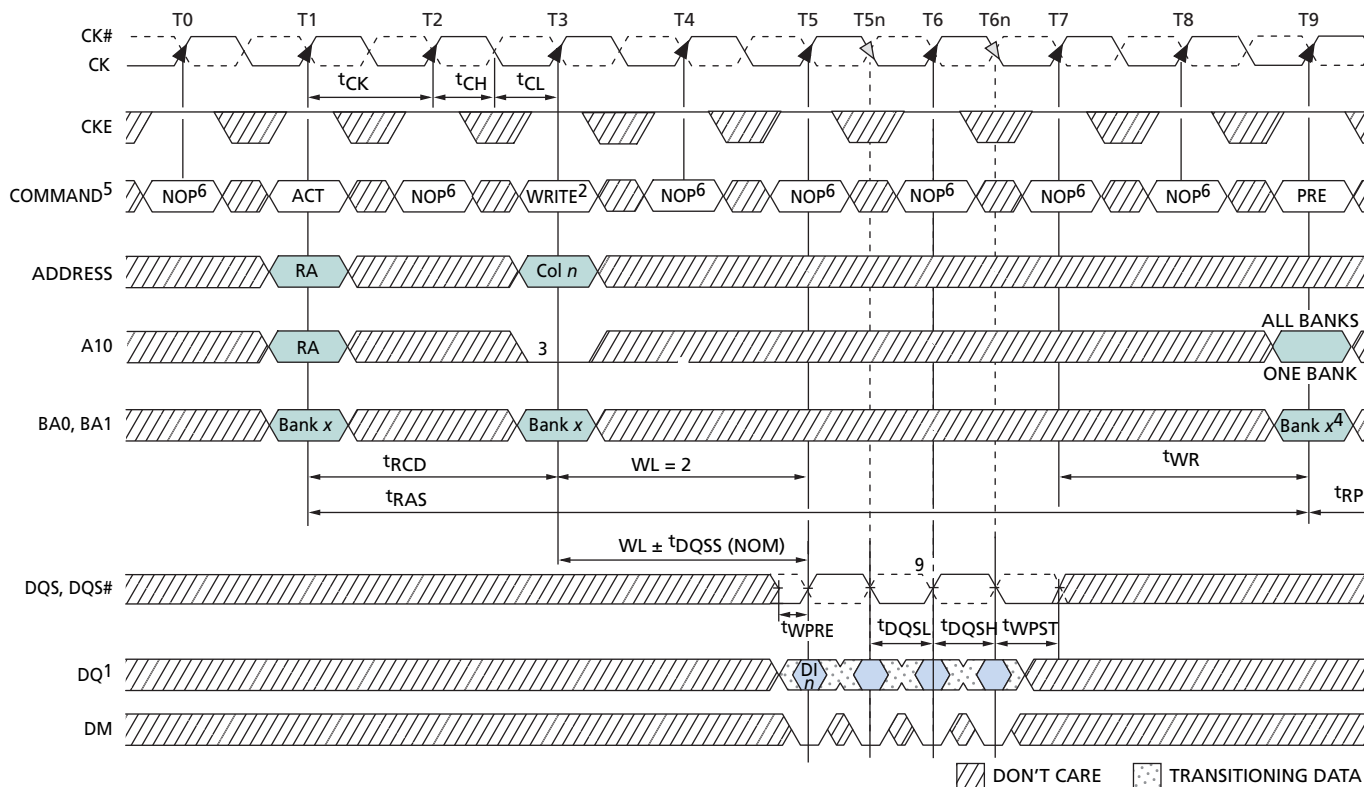 T0 T1 T2 T3 T4 T5 T5n T6 T6n T7 T8 T9
CK#
CK
tCK tCH tCL
CKE
COMMAND5 NOP6 ACT NOP6 WRITE2 NOP6 NOP6 NOP6 NOP6 NOP6 PRE
ADDRESS RA Col n
ALL BANKS
A10 RA 3
ONE BANK
BA0, BA1 Bank x Bank x Bank x4
tRCD WL = 2 tWR
tRAS tRP
WL ± tDQSS (NOM)
9
DQS, DQS#
tWPRE tDQSL tDQSH tWPST
DQ1 DI
n
DM
DON'T CARE TRANSITIONING DATA